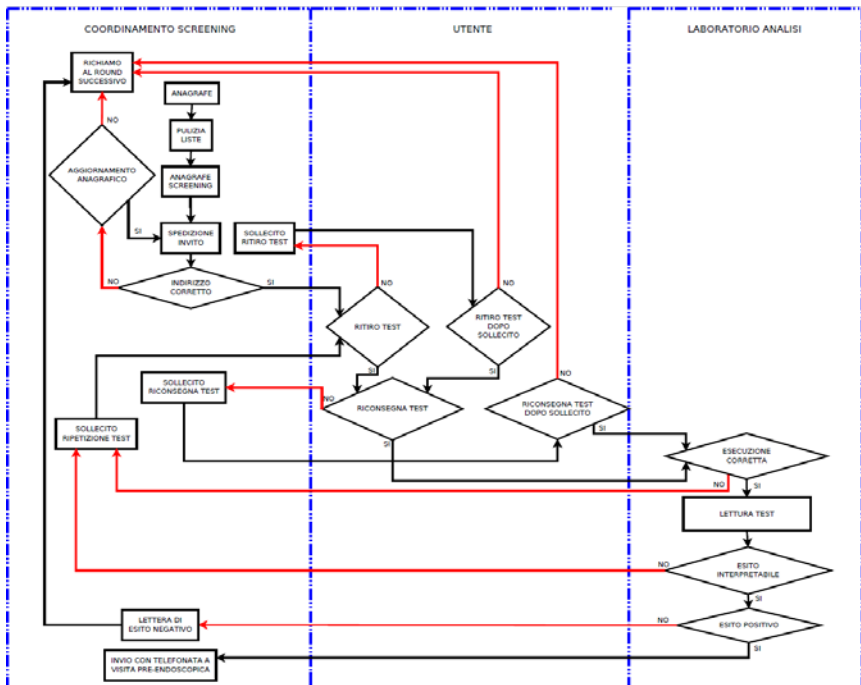 COORDINAMENTO SCREENING
UTENTE
LABORATORIO ANALISI
RICHIAMO
AL ROUND
SUCCESSIVO
ANAGRAFE
NO
PULIZIA
LISTE
AGGIORNAMENTO
ANAGRAFICO
ANAGRAFE
SCREENING
SI
SPEDIZIONE
INVITO
SOLLECITO
RITIRO TEST
NO
INDIRIZZO
CORRETTO
SI
NO
NO
RITIRO TEST
RITIRO TEST
DOPO
SOLLECITO
SI
SI
SOLLECITO
RICONSEGNA TEST
NO
RICONSEGNA TEST
SI
NO
RICONSEGNA TEST
DOPO SOLLECITO
SI
SOLLECITO
RIPETIZIONE TEST
ESECUZIONE
CORRETTA
NO
SI
LETTURA TEST
ESITO
INTERPRETABILE
NO
SI
LETTERA DI
ESITO NEGATIVO
NO
ESITO POSITIVO
SI
INVIO CON TELEFONATA A
VISITA PRE-ENDOSCOPICA